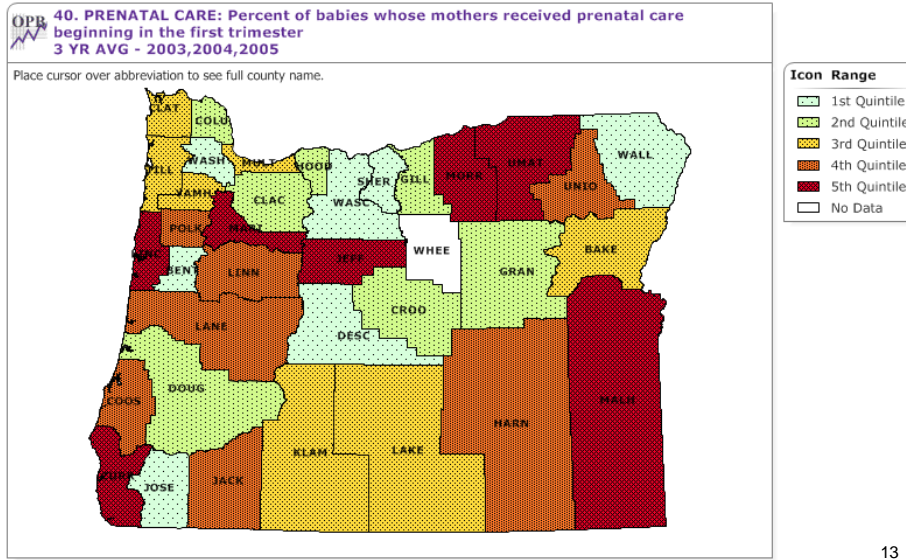 OPB
40. PRENATAL CARE: Percent of babies whose mothers received prenatal care
beginning in the first trimester
3 YR AVG - 2003,2004,2005
Place cursor over abbreviation to see full county name.
Icon Range
1st Quintile
2nd Quintile
3rd Quintile
4th Quintile
5th Quintile
No Data
CLAT
COLU
TILL
WASH
MULT
HOOD
SHER
GILL
MORR
UMAT
WALL
UNIO
YAMH
CLAC
WASC
POLK
MARI
LINC
BENT
LINN
JEFF
WHEE
GRAN
BAKE
CROO
LANE
DESC
DOUG
COOS
CURR
JOSE
JACK
KLAM
LAKE
HARN
MALH
13